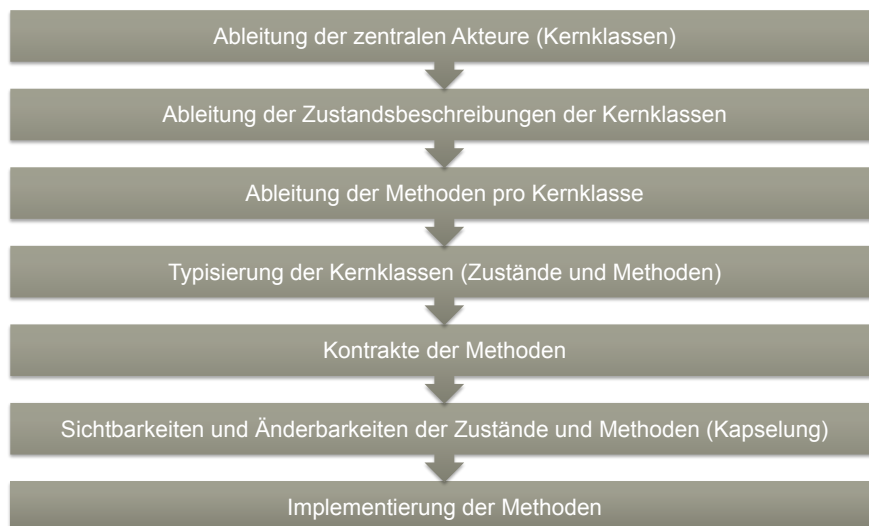 Ableitung der zentralen Akteure (Kernklassen)
Ableitung der Zustandsbeschreibungen der Kernklassen
Ableitung der Methoden pro Kernklasse
Typisierung der Kernklassen (Zustände und Methoden)
Kontrakte der Methoden
Sichtbarkeiten und Änderbarkeiten der Zustände und Methoden (Kapselung)
Implementierung der Methoden